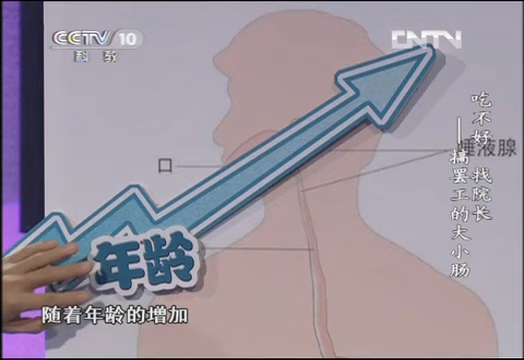 CCTV 10
科教
CNTV
吃不好 找院长
——搞罢工的大小肠
唾液腺
口
年龄
随着年龄的增加